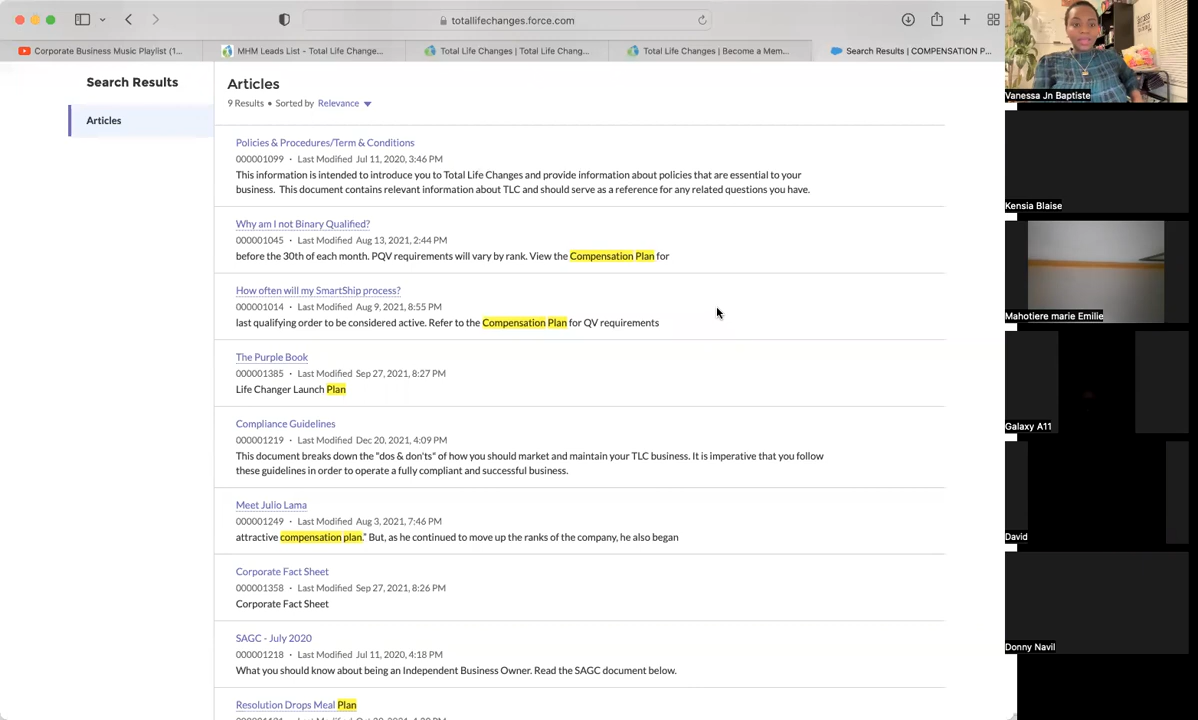 totallifechanges.force.com
Corporate Business Music Playlist (1...
MHM Leads List - Total Life Change...
Total Life Changes | Total Life Chang...
Total Life Changes | Become a Mem...
Search Results | COMPENSATION P...
Search Results
Articles
Articles
9 Results • Sorted by Relevance
Policies & Procedures/Term & Conditions
000001099 • Last Modified Jul 11, 2020, 3:46 PM
This information is intended to introduce you to Total Life Changes and provide information about policies that are essential to your
business. This document contains relevant information about TLC and should serve as a reference for any related questions you have.
Why am I not Binary Qualified?
000001045 • Last Modified Aug 13, 2021, 2:44 PM
before the 30th of each month. PQV requirements will vary by rank. View the Compensation Plan for
How often will my SmartShip process?
000001014 • Last Modified Aug 9, 2021, 8:55 PM
last qualifying order to be considered active. Refer to the Compensation Plan for QV requirements
The Purple Book
000001385 • Last Modified Sep 27, 2021, 8:27 PM
Life Changer Launch Plan
Compliance Guidelines
000001219 • Last Modified Dec 20, 2021, 4:09 PM
This document breaks down the "dos & don'ts" of how you should market and maintain your TLC business. It is imperative that you follow
these guidelines in order to operate a fully compliant and successful business.
Meet Julio Lama
000001249 • Last Modified Aug 3, 2021, 7:46 PM
attractive compensation plan." But, as he continued to move up the ranks of the company, he also began
Corporate Fact Sheet
000001358 • Last Modified Sep 27, 2021, 8:26 PM
Corporate Fact Sheet
SAGC - July 2020
000001218 • Last Modified Jul 11, 2020, 4:18 PM
What you should know about being an Independent Business Owner. Read the SAGC document below.
Resolution Drops Meal Plan
Vanessa Jn Baptiste
Kensia Blaise
Mahotiere marie Emilie
Galaxy A11
David
Donny Navil